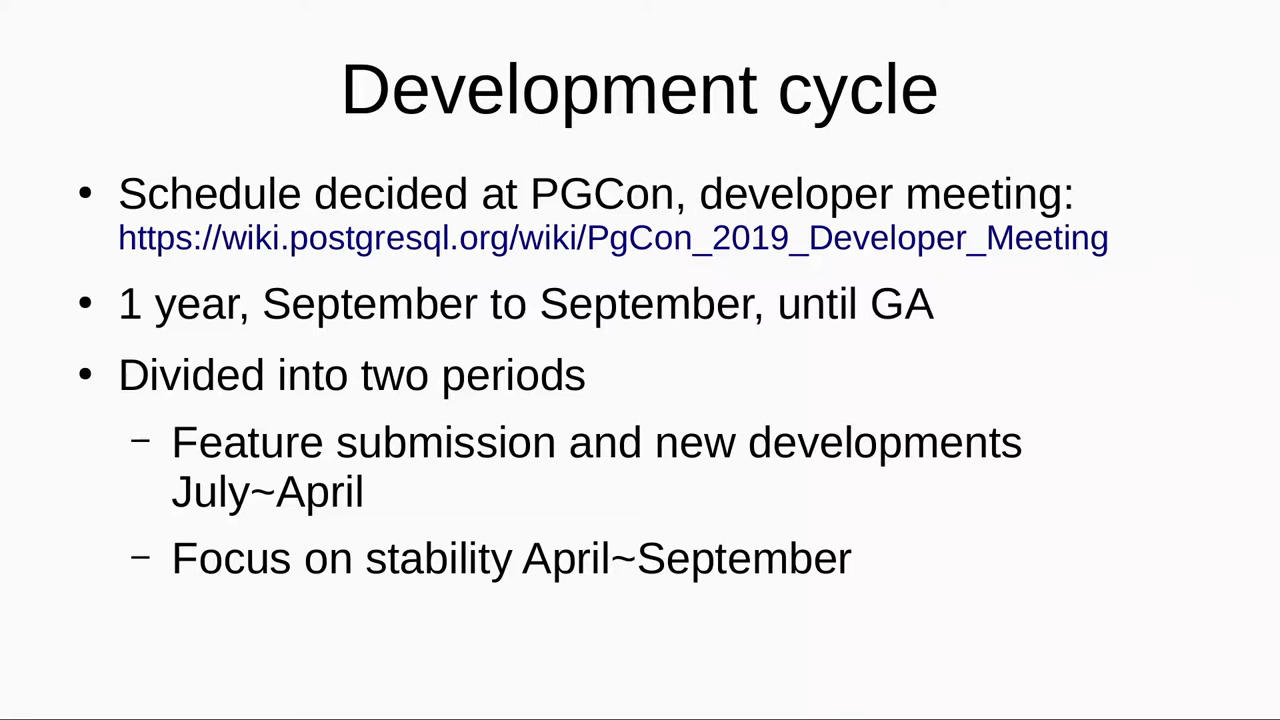 Development cycle
• Schedule decided at PGCon, developer meeting:
https://wiki.postgresql.org/wiki/PgCon_2019_Developer_Meeting
• 1 year, September to September, until GA
• Divided into two periods
– Feature submission and new developments
July~April
– Focus on stability April~September